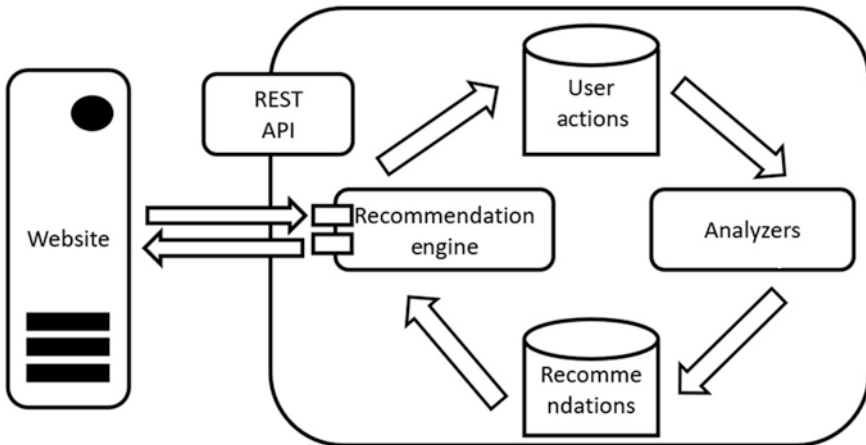 REST
API
User
actions
Website
Recommendation
engine
Analyzers
Recomme
ndations